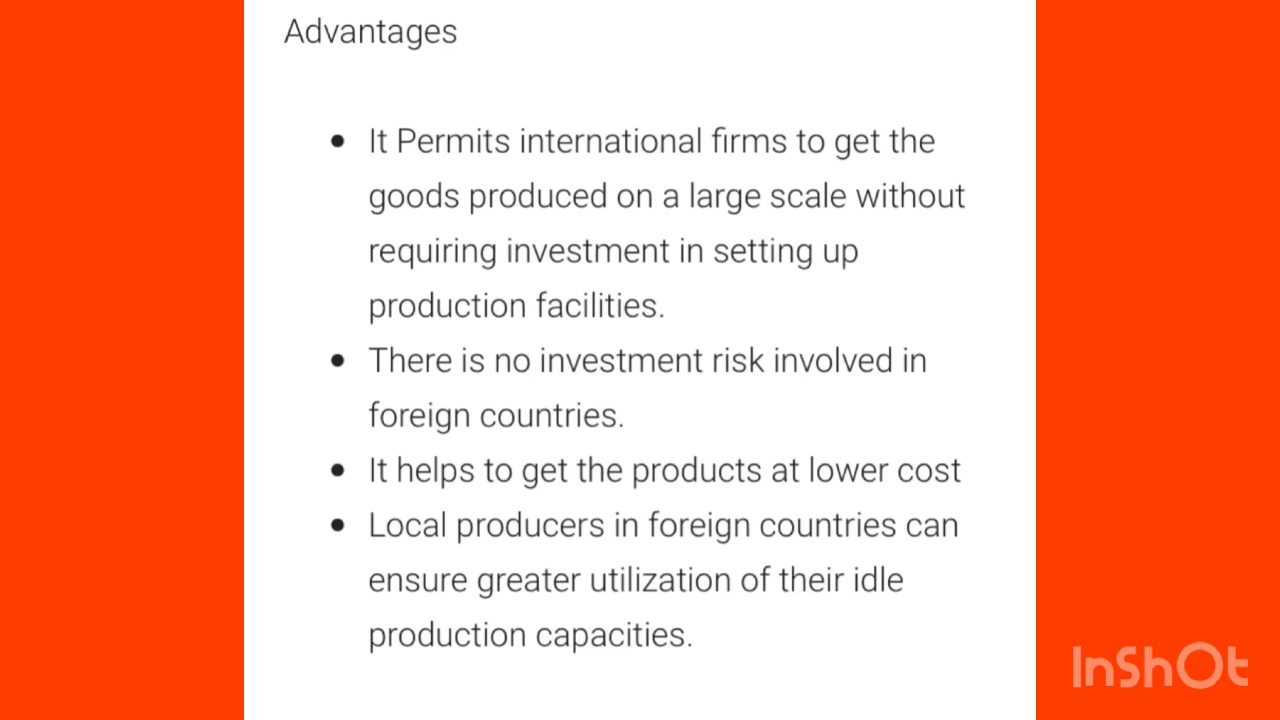 Advantages
• It Permits international firms to get the
goods produced on a large scale without
requiring investment in setting up
production facilities.
• There is no investment risk involved in
foreign countries.
• It helps to get the products at lower cost
• Local producers in foreign countries can
ensure greater utilization of their idle
production capacities.
InShOt